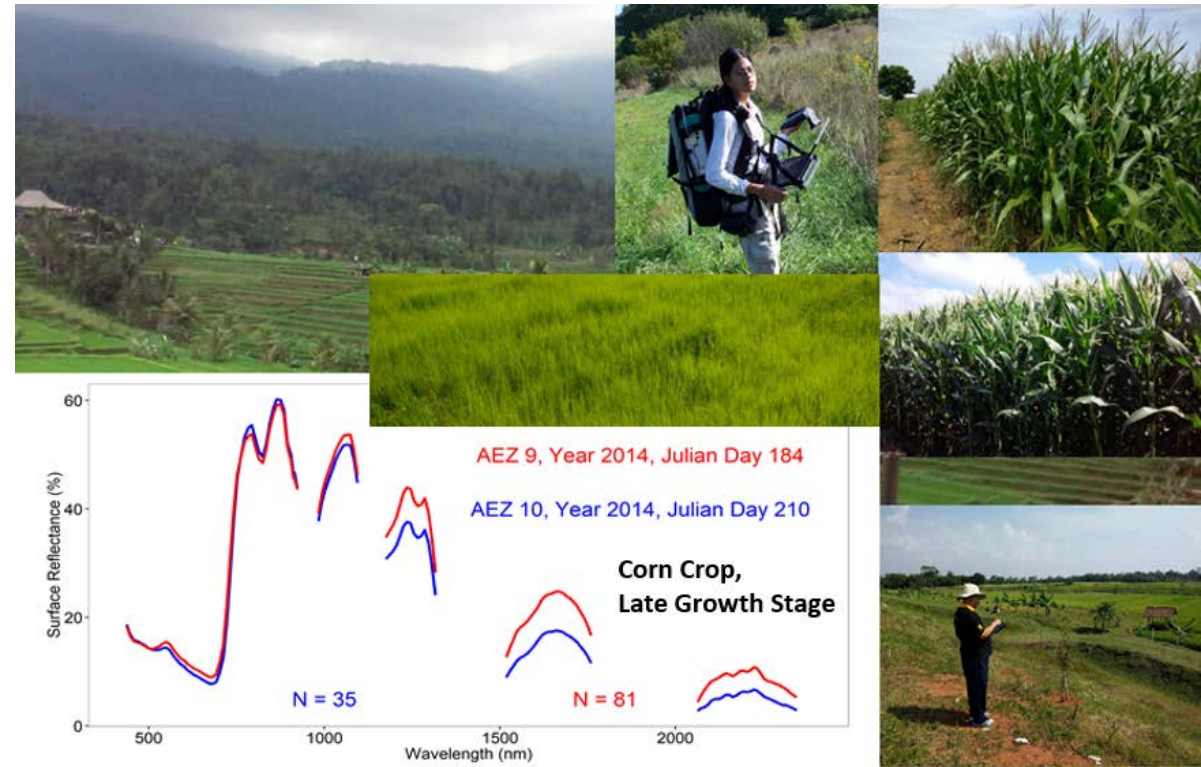 60
40
20
0
Surface Reflectance (%)
AEZ 9, Year 2014, Julian Day 184
AEZ 10, Year 2014, Julian Day 210
Corn Crop,
Late Growth Stage
N = 35
N = 81
500
1000
1500
2000
Wavelength (nm)